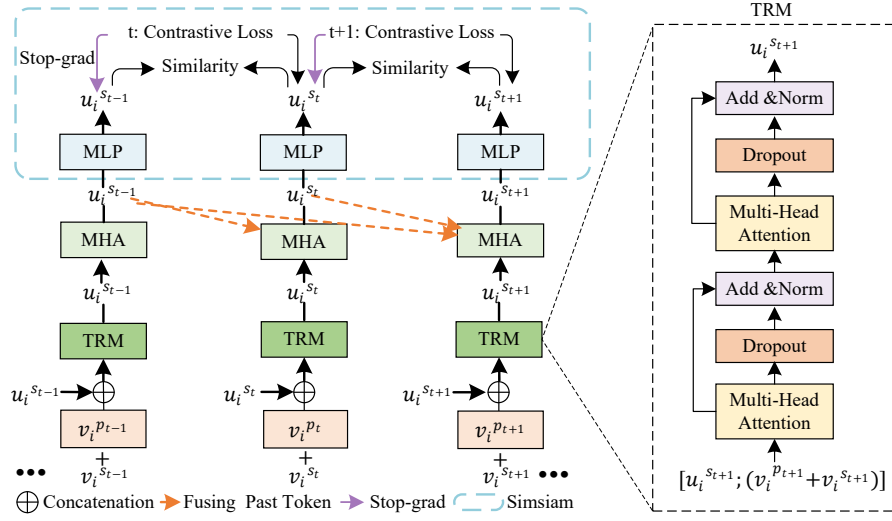 TRM
t: Contrastive Loss
t+1: Contrastive Loss
Stop-grad
Similarity
Similarity
u_i^{s_{t-1}}
u_i^{s_t}
u_i^{s_{t+1}}
MLP
MLP
MLP
u_i^{s_{t-1}}
u_i^{s_t}
u_i^{s_{t+1}}
MHA
MHA
MHA
u_i^{s_{t-1}}
u_i^{s_t}
u_i^{s_{t+1}}
TRM
TRM
TRM
u_i^{s_{t-1}}
u_i^{s_t}
u_i^{s_{t+1}}
v_i^{p_{t-1}}
v_i^{p_t}
v_i^{p_{t+1}}
+
+
+
••• v_i^{s_{t-1}}
v_i^{s_t}
v_i^{s_{t+1}} •••
Concatenation
Fusing Past Token
Stop-grad
Simsiam
u_i^{s_{t+1}}
Add &Norm
Dropout
Multi-Head
Attention
Add &Norm
Dropout
Multi-Head
Attention
[u_i^{s_{t+1}}; (v_i^{p_{t+1}}+v_i^{s_{t+1}})]